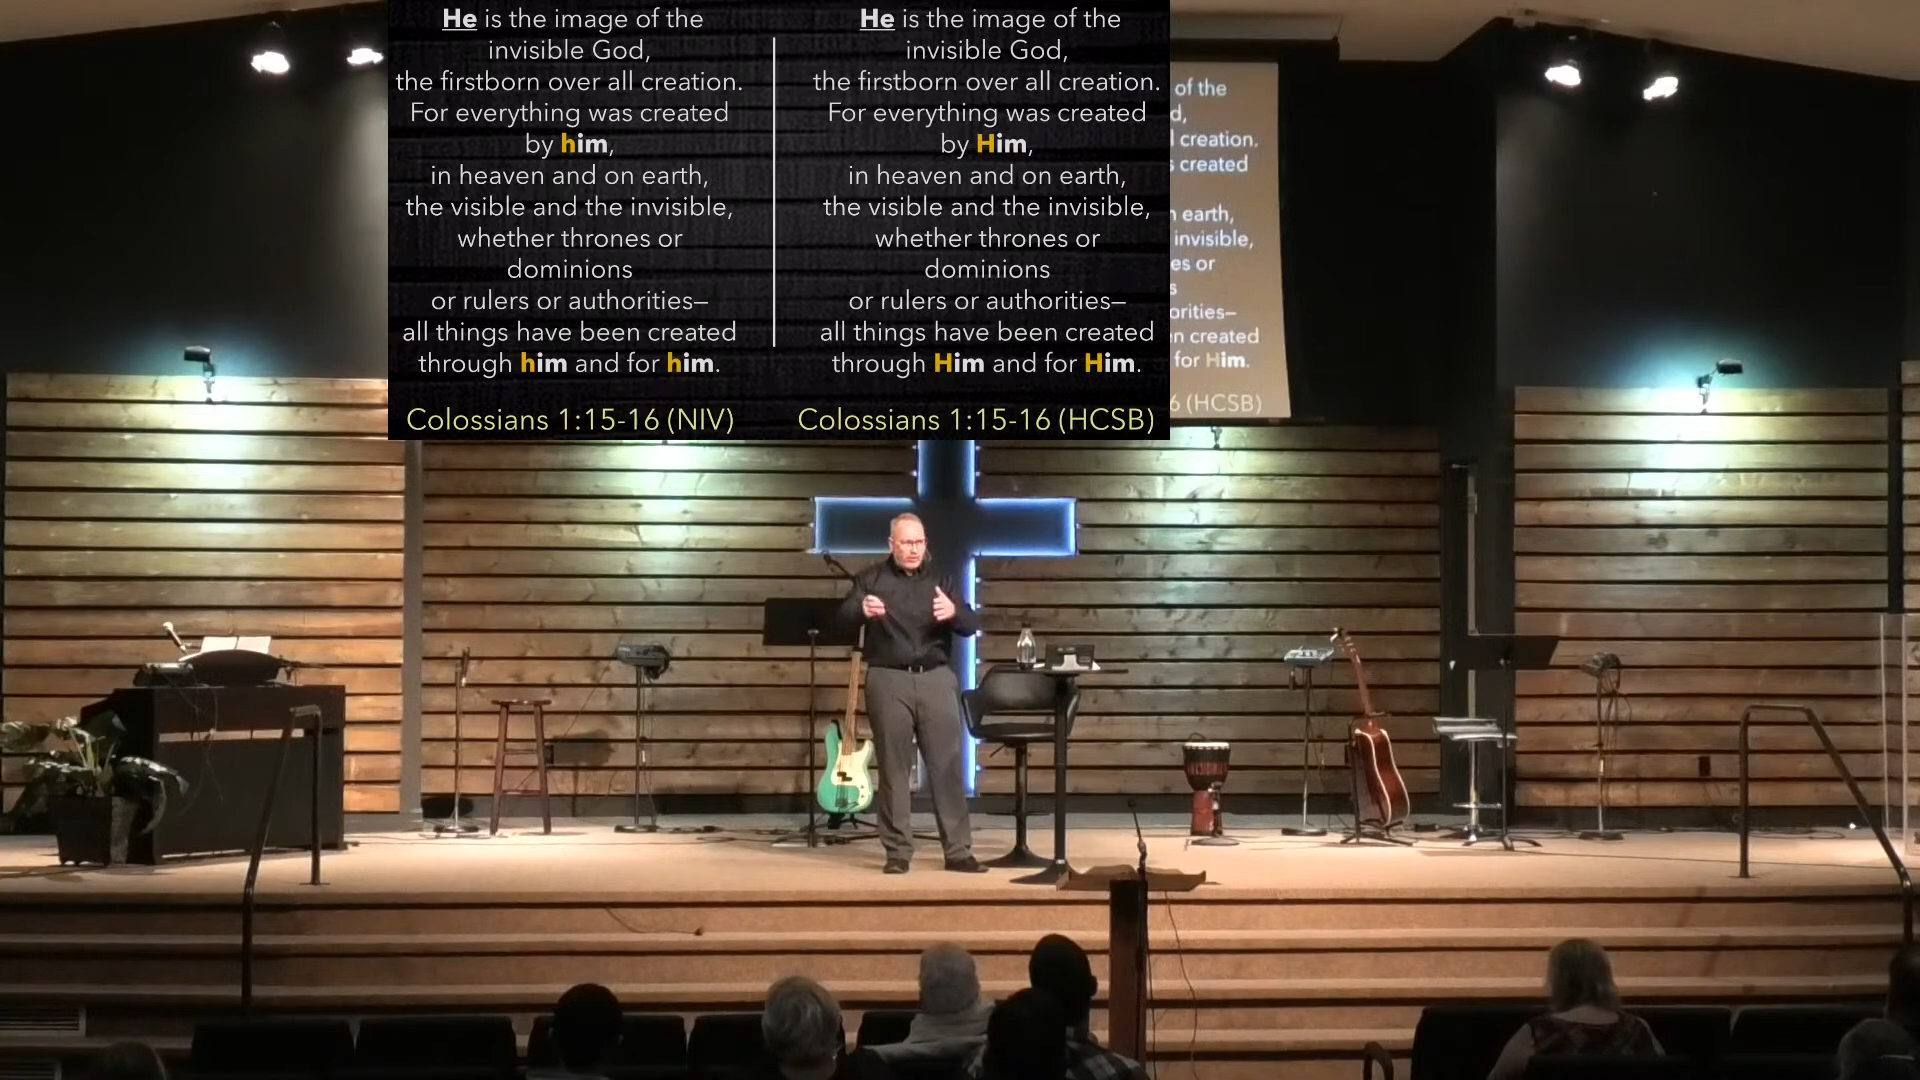 He is the image of the
invisible God,
the firstborn over all creation.
For everything was created
by him,
in heaven and on earth,
the visible and the invisible,
whether thrones or
dominions
or rulers or authorities—
all things have been created
through him and for him.
Colossians 1:15-16 (NIV)
He is the image of the
invisible God,
the firstborn over all creation.
For everything was created
by Him,
in heaven and on earth,
the visible and the invisible,
whether thrones or
dominions
or rulers or authorities—
all things have been created
through Him and for Him.
Colossians 1:15-16 (HCSB)
of the
d,
creation.
created
earth,
invisible,
es or
s
orities—
n created
for Him.
6 (HCSB)